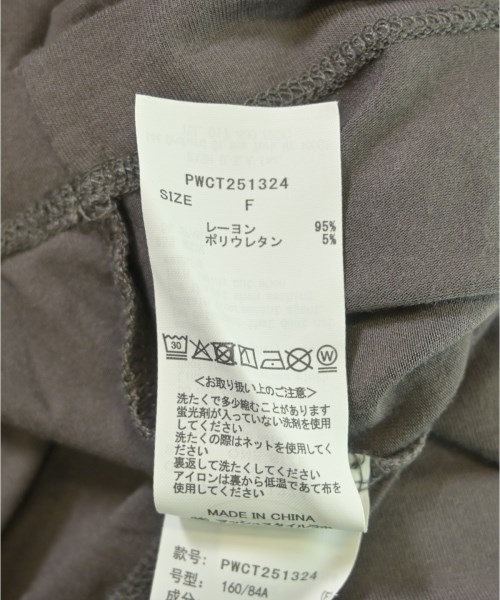 PWCT251324
SIZE F
レーヨン 95%
ポリウレタン 5%
30
W
＜お取り扱い上のご注意＞
洗たくで多少縮むことがあります
蛍光剤が入っていない洗剤を使用
してください
洗たくの際はネットを使用してく
ださい
裏返して洗たくしてください
アイロンは裏から低温であて布を
使用してください
MADE IN CHINA
款号: PWCT251324
号型: 160/84A
成分